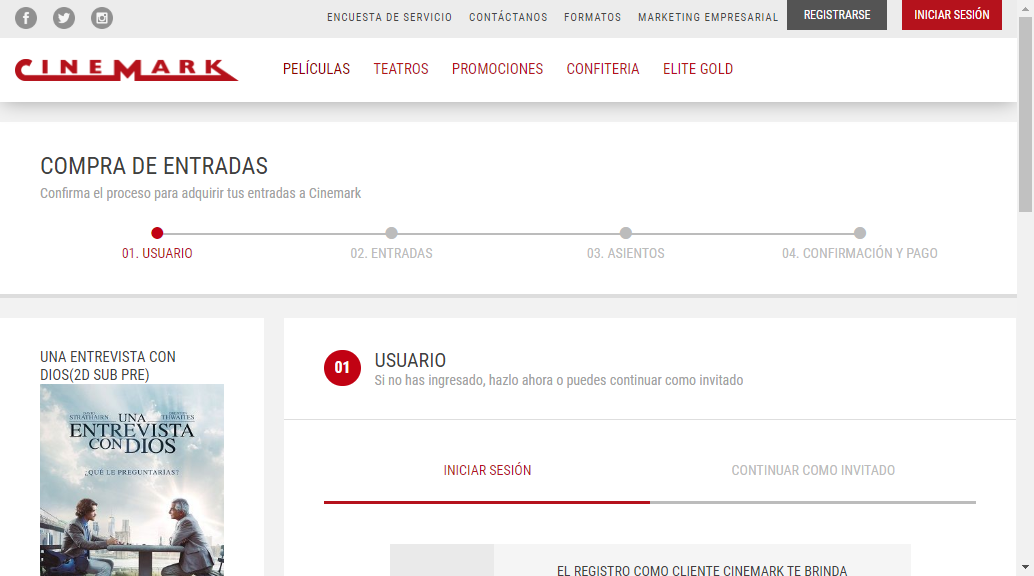 ENCUESTA DE SERVICIO CONTÁCTANOS FORMATOS MARKETING EMPRESARIAL REGISTRARSE INICIAR SESIÓN
CINEMARK PELÍCULAS TEATROS PROMOCIONES CONFITERIA ELITE GOLD
COMPRA DE ENTRADAS
Confirma el proceso para adquirir tus entradas a Cinemark
01. USUARIO 02. ENTRADAS 03. ASIENTOS 04. CONFIRMACIÓN Y PAGO
UNA ENTREVISTA CON
DIOS(2D SUB PRE)
STRATHAIRN THWAITES
UNA
ENTREVISTA
CON DIOS
¿QUÉ LE PREGUNTARÍAS?
01 USUARIO
Si no has ingresado, hazlo ahora o puedes continuar como invitado
INICIAR SESIÓN CONTINUAR COMO INVITADO
EL REGISTRO COMO CLIENTE CINEMARK TE BRINDA